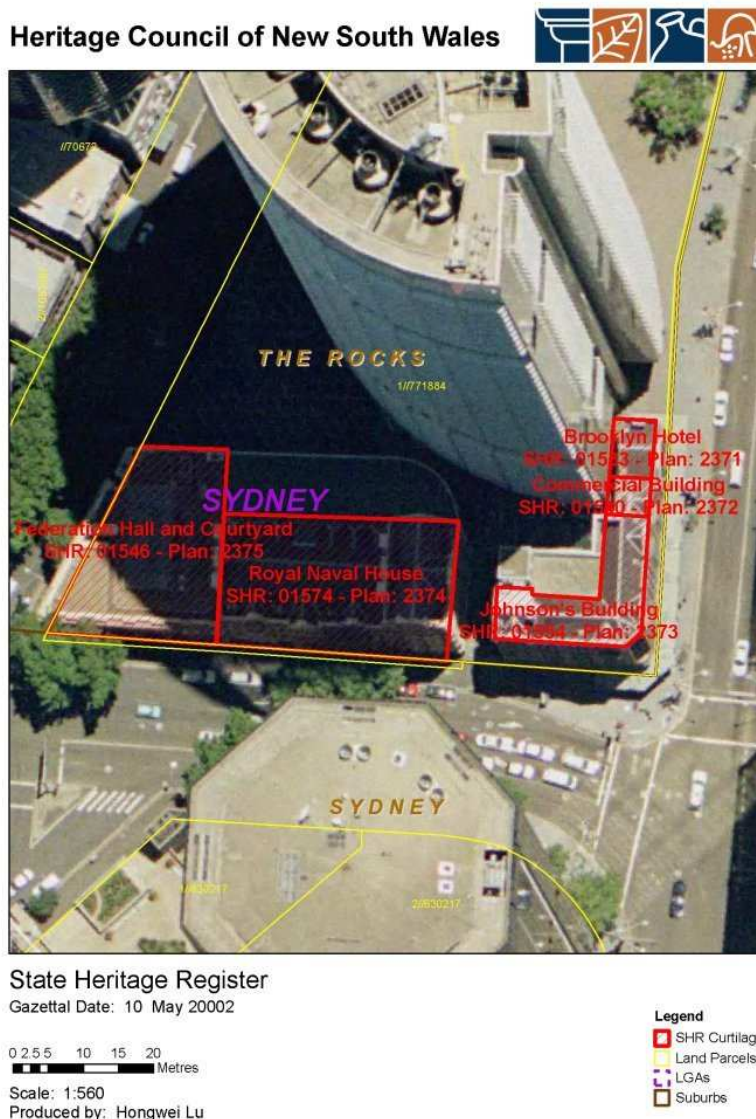 Heritage Council of New South Wales
//70673
THE ROCKS
1//771884
Brooklyn Hotel
Plan: 2371
Commercial Building
Plan: 2372
SYDNEY
Federation Hall and Courtyard
SHR: 01546 - Plan: 2375
Royal Naval House
SHR: 01574 - Plan: 2374
Johnson's Building
Plan: 2373
SYDNEY
2//630217
State Heritage Register
Gazettal Date: 10 May 20002
0 2.5 5 10 15 20
Metres
Scale: 1:560
Produced by: Hongwei Lu
Legend
SHR Curtilag
Land Parcels
LGAs
Suburbs